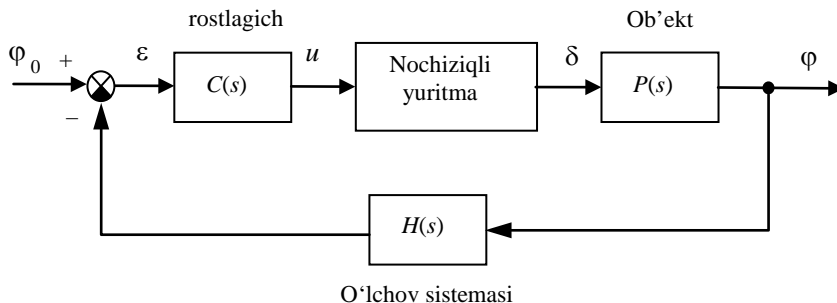 rostlagich
Ob’ekt
φ₀
+
ε
C(s)
u
Nochiziqli
yuritma
δ
P(s)
φ
−
H(s)
O‘lchov sistemasi